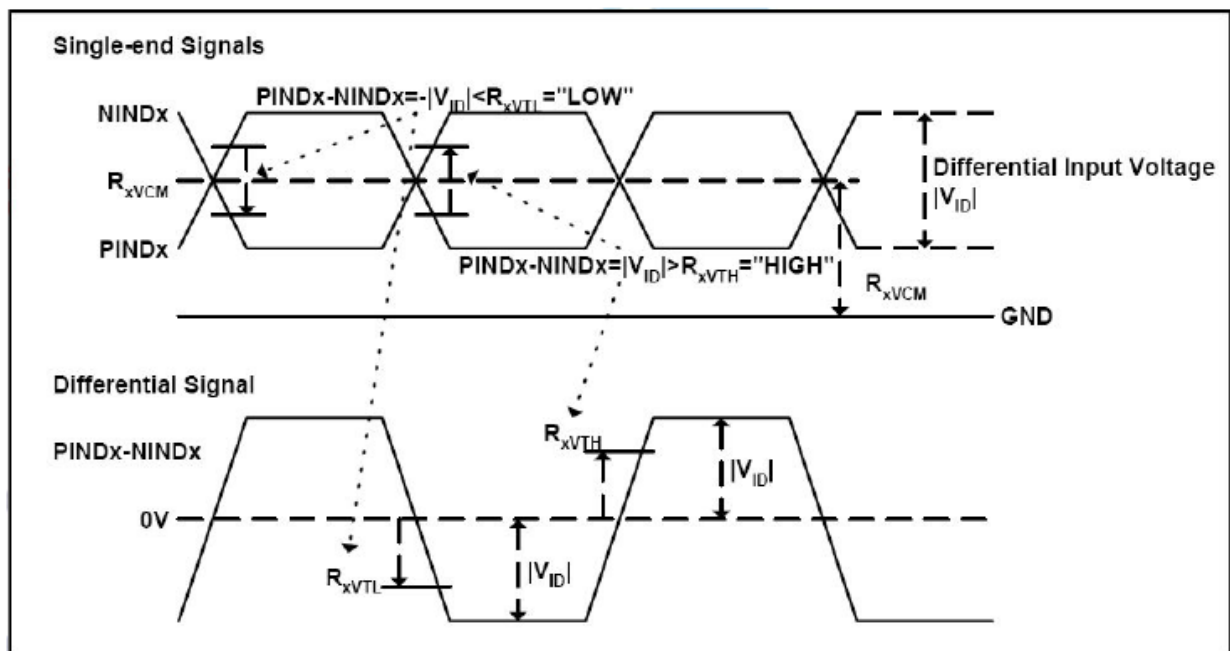 Single-end Signals
PINDx-NINDx=-|VID|<RxVTL="LOW"
NINDx
RxVCM
Differential Input Voltage
|VID|
PINDx
PINDx-NINDx=|VID|>RxVTH="HIGH"
RxVCM
GND
Differential Signal
PINDx-NINDx
RxVTH
|VID|
0V
RxVTL
|VID|